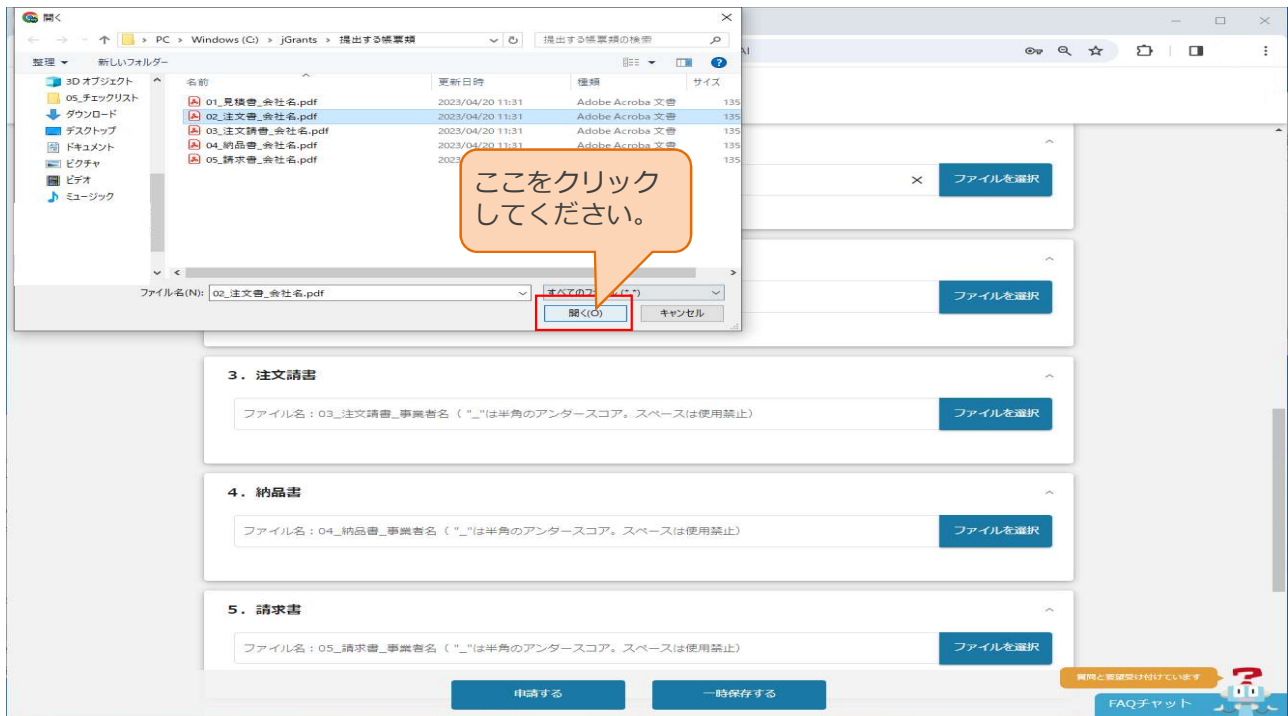 開く
PC > Windows (C:) > jGrants > 提出する帳票類
提出する帳票類の検索
整理 新しいフォルダー
3D オブジェクト
05_チェックリスト
ダウンロード
デスクトップ
ドキュメント
ピクチャ
ビデオ
ミュージック
名前 更新日時 種類 サイズ
01_見積書_会社名.pdf 2023/04/20 11:31 Adobe Acroba 文書 135
02_注文書_会社名.pdf 2023/04/20 11:31 Adobe Acroba 文書 135
03_注文請書_会社名.pdf 2023/04/20 11:31 Adobe Acroba 文書 135
04_納品書_会社名.pdf 2023/04/20 11:31 Adobe Acroba 文書 135
05_請求書_会社名.pdf 2023 135
ここをクリック
してください。
ファイル名(N): 02_注文書_会社名.pdf
開く(O) キャンセル
ファイルを選択
ファイルを選択
3. 注文請書
ファイル名:03_注文請書_事業者名( "_"は半角のアンダースコア。スペースは使用禁止) ファイルを選択
4. 納品書
ファイル名:04_納品書_事業者名( "_"は半角のアンダースコア。スペースは使用禁止) ファイルを選択
5. 請求書
ファイル名:05_請求書_事業者名( "_"は半角のアンダースコア。スペースは使用禁止) ファイルを選択
申請する 一時保存する
質問と要望受け付けています
FAQチャット